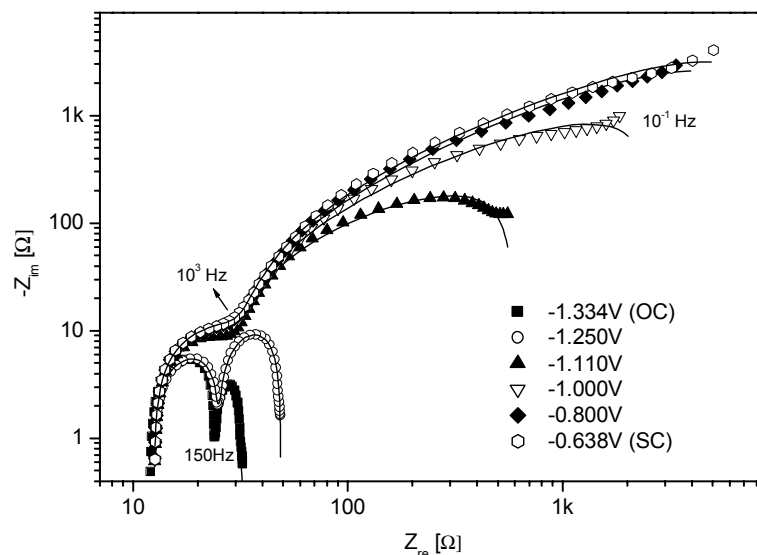 -Z_im [Ω]
1k
100
10
1
10
100
1k
Z_re [Ω]
10^-1 Hz
10^3 Hz
150Hz
-1.334V (OC)
-1.250V
-1.110V
-1.000V
-0.800V
-0.638V (SC)